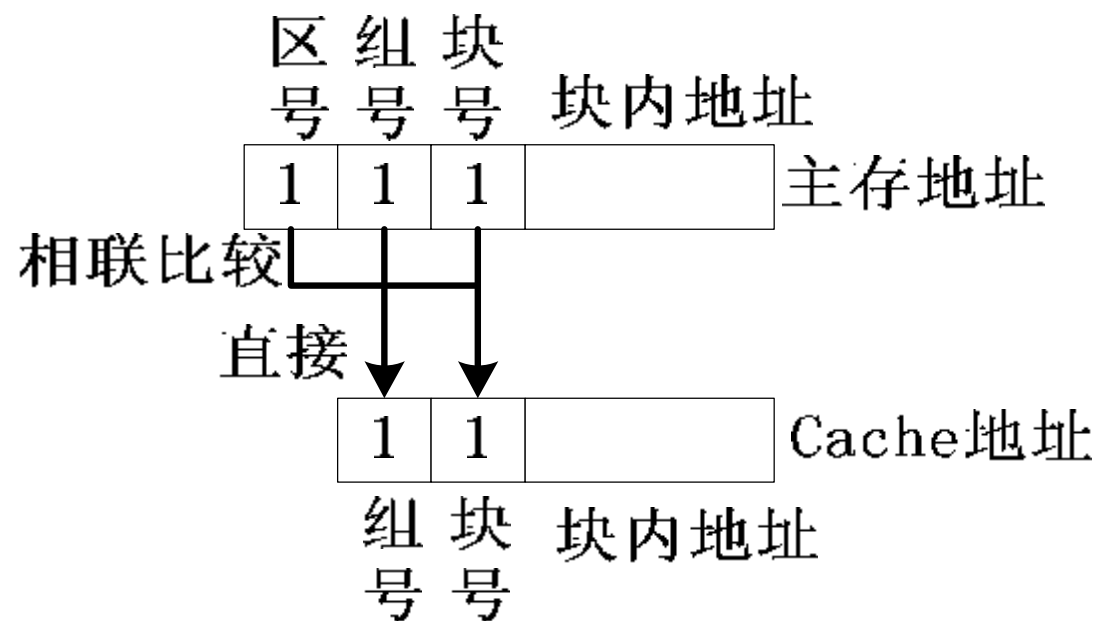 区号 组号 块号 块内地址
1 1 1 主存地址
相联比较
直接
1 1 Cache地址
组号 块号 块内地址